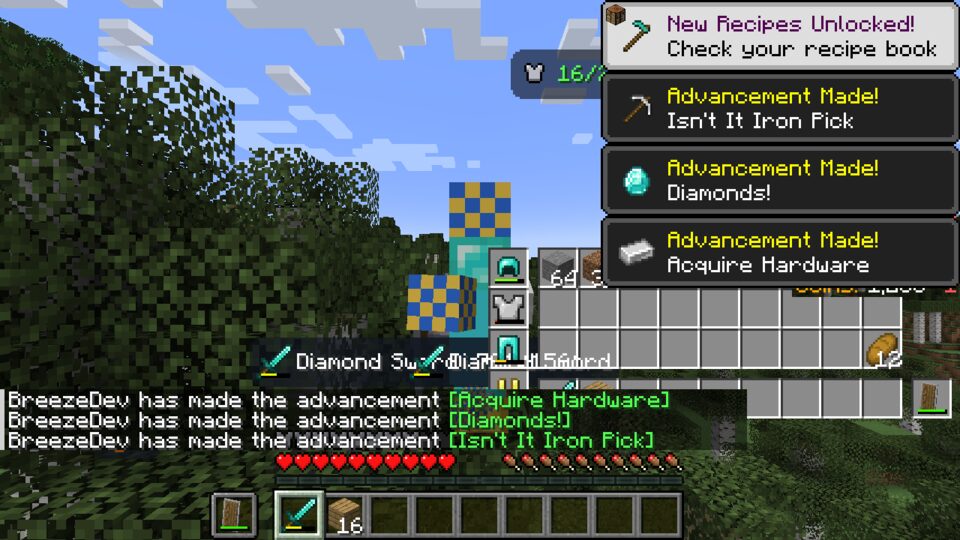 New Recipes Unlocked!
Check your recipe book
16/
Advancement Made!
Isn't It Iron Pick
Advancement Made!
Diamonds!
Advancement Made!
Acquire Hardware
64
12
Diamond
BreezeDev has made the advancement [Acquire Hardware]
BreezeDev has made the advancement [Diamonds!]
BreezeDev has made the advancement [Isn't It Iron Pick]
16